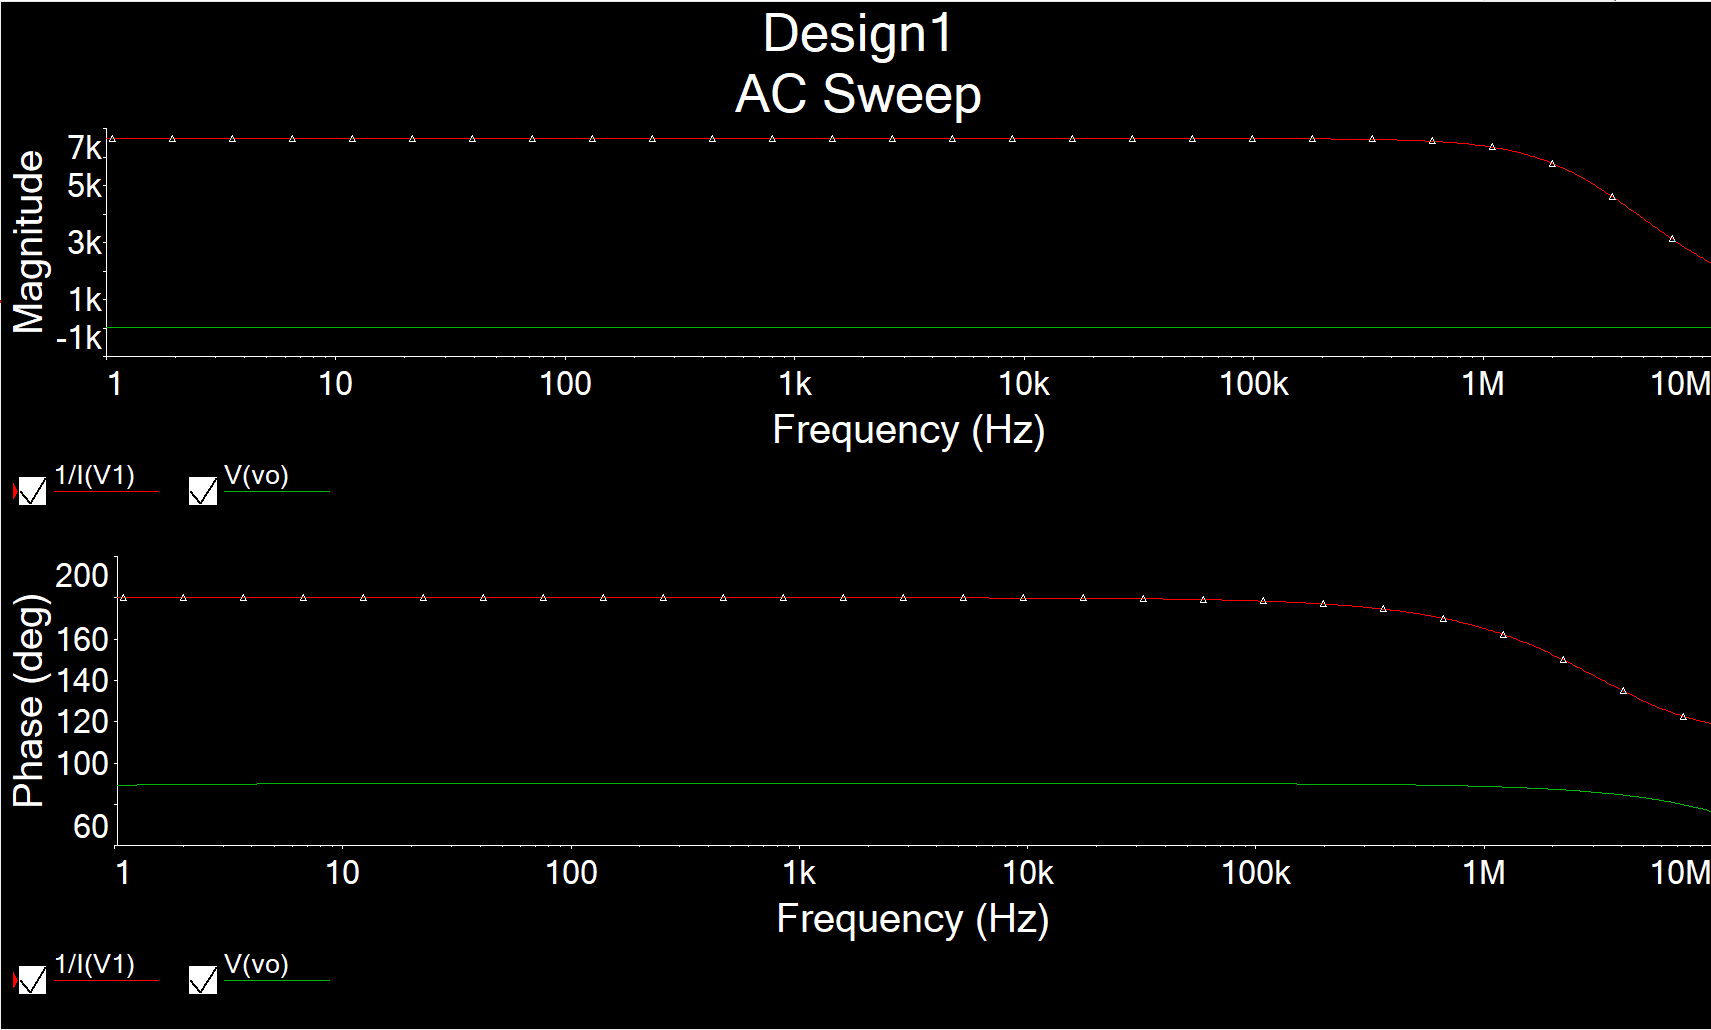 Design1
AC Sweep
Magnitude
7k
5k
3k
1k
-1k
1 10 100 1k 10k 100k 1M 10M
Frequency (Hz)
1/I(V1) V(vo)
Phase (deg)
200
160
140
120
100
60
1 10 100 1k 10k 100k 1M 10M
Frequency (Hz)
1/I(V1) V(vo)